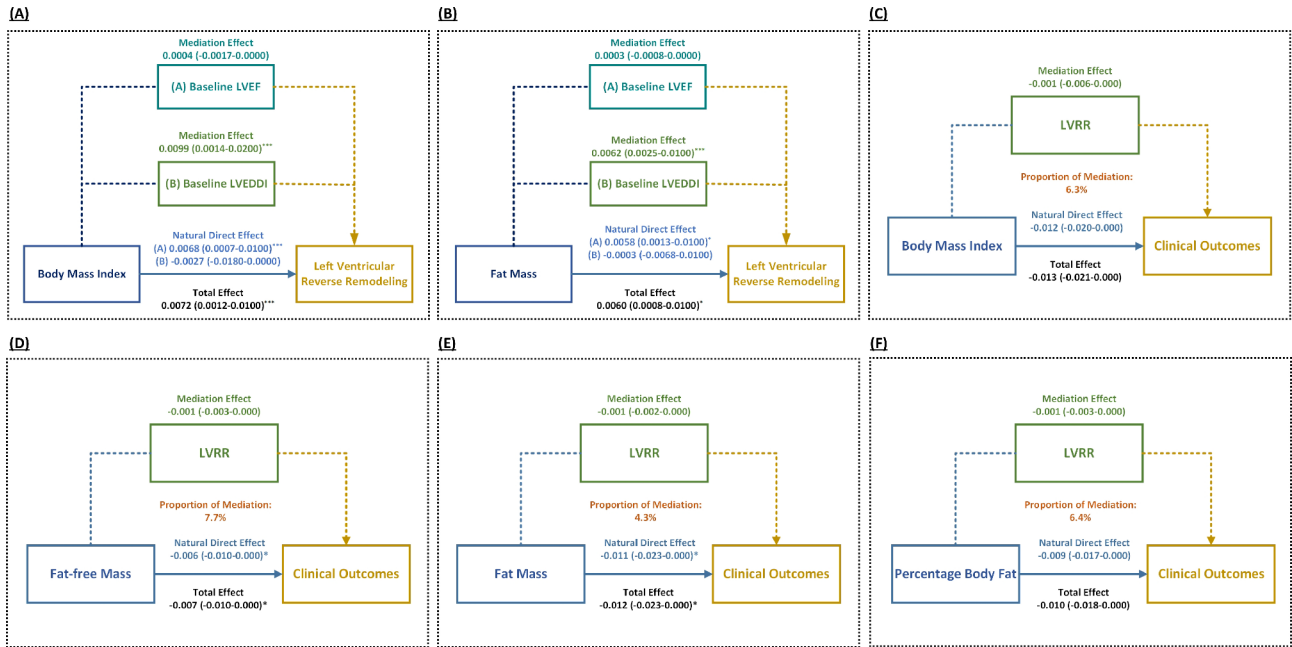 (A)
Mediation Effect
0.0004 (-0.0017-0.0000)
(A) Baseline LVEF
Mediation Effect
0.0099 (0.0014-0.0200)***
(B) Baseline LVEDDI
Natural Direct Effect
(A) 0.0068 (0.0007-0.0100)***
(B) -0.0027 (-0.0180-0.0000)
Body Mass Index
Left Ventricular
Reverse Remodeling
Total Effect
0.0072 (0.0012-0.0100)***
(B)
Mediation Effect
0.0003 (-0.0008-0.0000)
(A) Baseline LVEF
Mediation Effect
0.0062 (0.0025-0.0100)***
(B) Baseline LVEDDI
Natural Direct Effect
(A) 0.0058 (0.0013-0.0100)*
(B) -0.0003 (-0.0068-0.0100)
Fat Mass
Left Ventricular
Reverse Remodeling
Total Effect
0.0060 (0.0008-0.0100)*
(C)
Mediation Effect
-0.001 (-0.006-0.000)
LVRR
Proportion of Mediation:
6.3%
Natural Direct Effect
-0.012 (-0.020-0.000)
Body Mass Index
Clinical Outcomes
Total Effect
-0.013 (-0.021-0.000)
(D)
Mediation Effect
-0.001 (-0.003-0.000)
LVRR
Proportion of Mediation:
7.7%
Natural Direct Effect
-0.006 (-0.010-0.000)*
Fat-free Mass
Clinical Outcomes
Total Effect
-0.007 (-0.010-0.000)*
(E)
Mediation Effect
-0.001 (-0.002-0.000)
LVRR
Proportion of Mediation:
4.3%
Natural Direct Effect
-0.011 (-0.023-0.000)*
Fat Mass
Clinical Outcomes
Total Effect
-0.012 (-0.023-0.000)*
(F)
Mediation Effect
-0.001 (-0.003-0.000)
LVRR
Proportion of Mediation:
6.4%
Natural Direct Effect
-0.009 (-0.017-0.000)
Percentage Body Fat
Clinical Outcomes
Total Effect
-0.010 (-0.018-0.000)